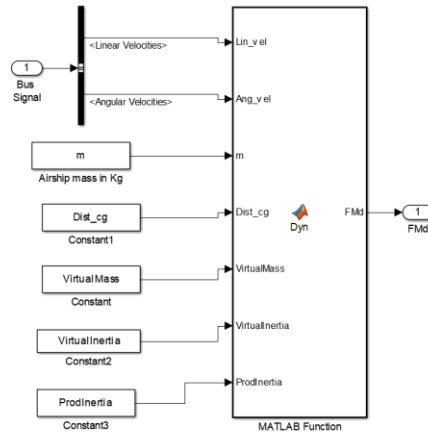 <Linear Velocities>
Lin_vel
1
Bus
Signal
<Angular Velocities>
Ang_vel
m
m
Airship mass in Kg
Dist_cg
Dist_cg
Constant1
FMd
1
Dyn
FMd
VirtualMass
VirtualMass
Constant
VirtualInertia
VirtualInertia
Constant2
ProdInertia
ProdInertia
Constant3
MATLAB Function